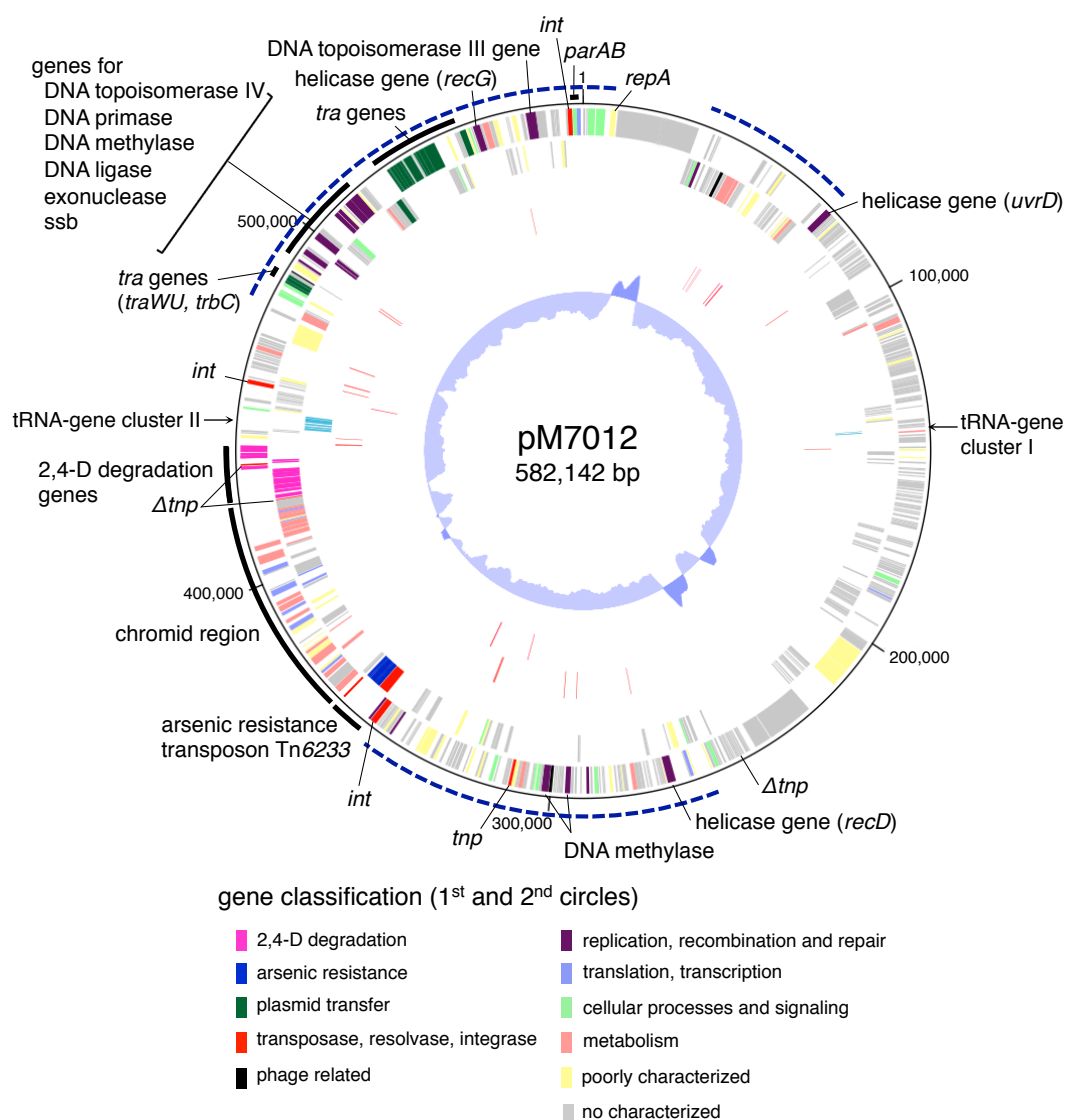 int
DNA topoisomerase III gene
parAB
genes for
helicase gene (recG)
1
repA
DNA topoisomerase IV
tra genes
DNA primase
DNA methylase
DNA ligase
exonuclease
ssb
helicase gene (uvrD)
500,000
tra genes
(traWU, trbC)
100,000
int
tRNA-gene cluster II
pM7012
582,142 bp
tRNA-gene
cluster I
2,4-D degradation
genes
Δtnp
400,000
chromid region
200,000
arsenic resistance
transposon Tn6233
int
Δtnp
300,000
tnp
helicase gene (recD)
DNA methylase
gene classification (1st and 2nd circles)
2,4-D degradation
arsenic resistance
plasmid transfer
transposase, resolvase, integrase
phage related
replication, recombination and repair
translation, transcription
cellular processes and signaling
metabolism
poorly characterized
no characterized